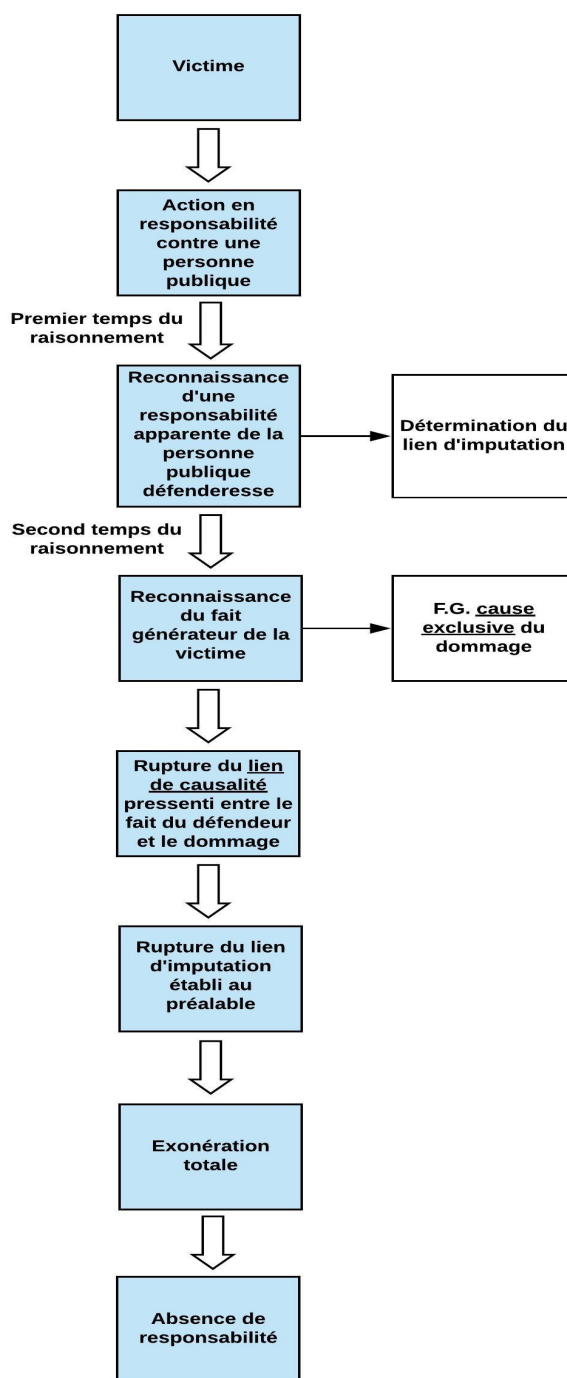 Victime
Action en
responsabilité
contre une
personne
publique
Premier temps du
raisonnement
Reconnaissance
d'une
responsabilité
apparente de la
personne
publique
défenderesse
Détermination du
lien d'imputation
Second temps du
raisonnement
Reconnaissance
du fait
générateur de la
victime
F.G. cause
exclusive du
dommage
Rupture du lien
de causalité
pressenti entre le
fait du défendeur
et le dommage
Rupture du lien
d'imputation
établi au
préalable
Exonération
totale
Absence de
responsabilité